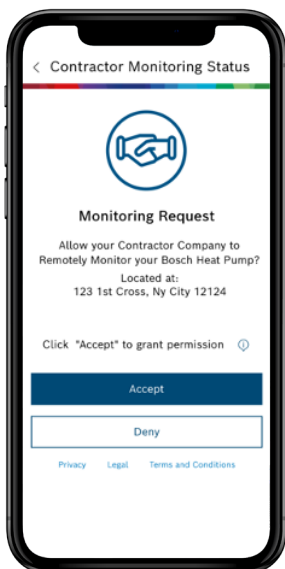 Contractor Monitoring Status
Monitoring Request
Allow your Contractor Company to
Remotely Monitor your Bosch Heat Pump?
Located at:
123 1st Cross, Ny City 12124
Click "Accept" to grant permission
Accept
Deny
Privacy Legal Terms and Conditions